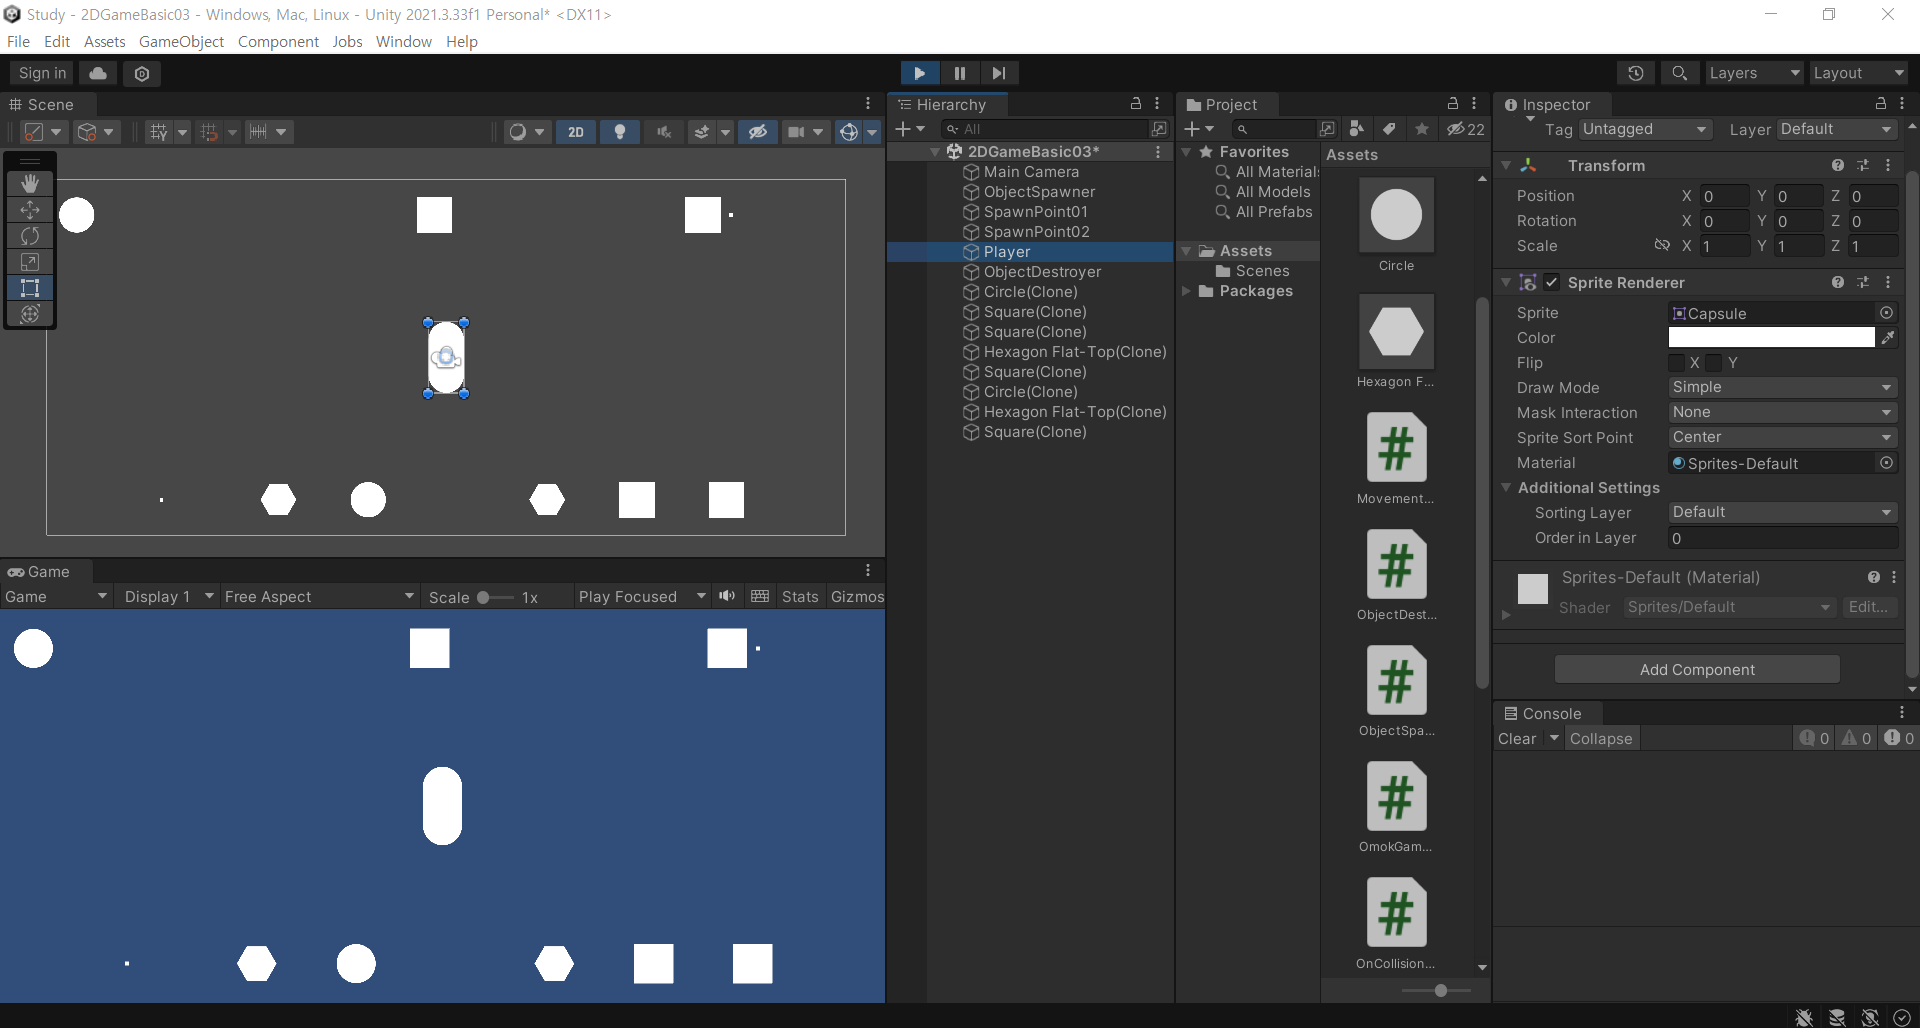 Study - 2DGameBasic03 - Windows, Mac, Linux - Unity 2021.3.33f1 Personal* <DX11>
File Edit Assets GameObject Component Jobs Window Help
Sign in
Layers
Layout
Scene
2D
Hierarchy
All
2DGameBasic03*
Main Camera
ObjectSpawner
SpawnPoint01
SpawnPoint02
Player
ObjectDestroyer
Circle(Clone)
Square(Clone)
Square(Clone)
Hexagon Flat-Top(Clone)
Square(Clone)
Circle(Clone)
Hexagon Flat-Top(Clone)
Square(Clone)
Project
22
Favorites
All Materials
All Models
All Prefabs
Assets
Scenes
Packages
Assets
Circle
Hexagon F...
Movement...
ObjectDest...
ObjectSpa...
OmokGam...
OnCollision...
Inspector
Tag Untagged Layer Default
Transform
Position X 0 Y 0 Z 0
Rotation X 0 Y 0 Z 0
Scale X 1 Y 1 Z 1
Sprite Renderer
Sprite Capsule
Color
Flip X Y
Draw Mode Simple
Mask Interaction None
Sprite Sort Point Center
Material Sprites-Default
Additional Settings
Sorting Layer Default
Order in Layer 0
Sprites-Default (Material)
Shader Sprites/Default Edit...
Add Component
Console
Clear Collapse 0 0 0
Game
Game Display 1 Free Aspect Scale 1x Play Focused Stats Gizmos